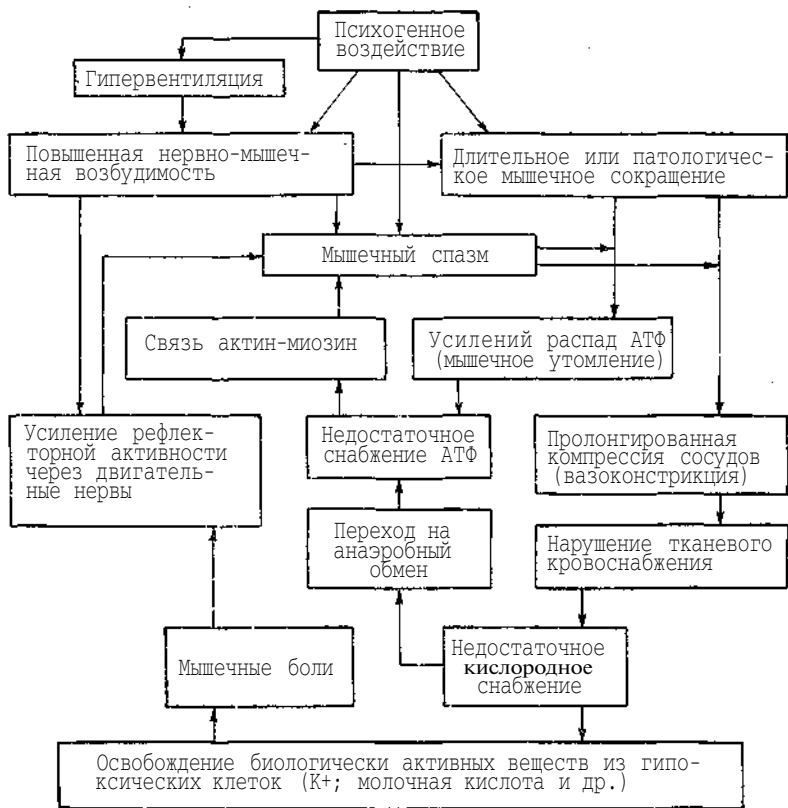 Психогенное
воздействие
Гипервентиляция
Повышенная нервно-мышеч-
ная возбудимость
Длительное или патологичес-
кое мышечное сокращение
Мышечный спазм
Связь актин-миозин
Усилений распад АТФ
(мышечное утомление)
Усиление рефлек-
торной активности
через двигатель-
ные нервы
Недостаточное
снабжение АТФ
Пролонгированная
компрессия сосудов
(вазоконстрикция)
Переход на
анаэробный
обмен
Нарушение тканевого
кровоснабжения
Мышечные боли
Недостаточное
кислородное
снабжение
Освобождение биологически активных веществ из гипо-
ксических клеток (К+; молочная кислота и др.)